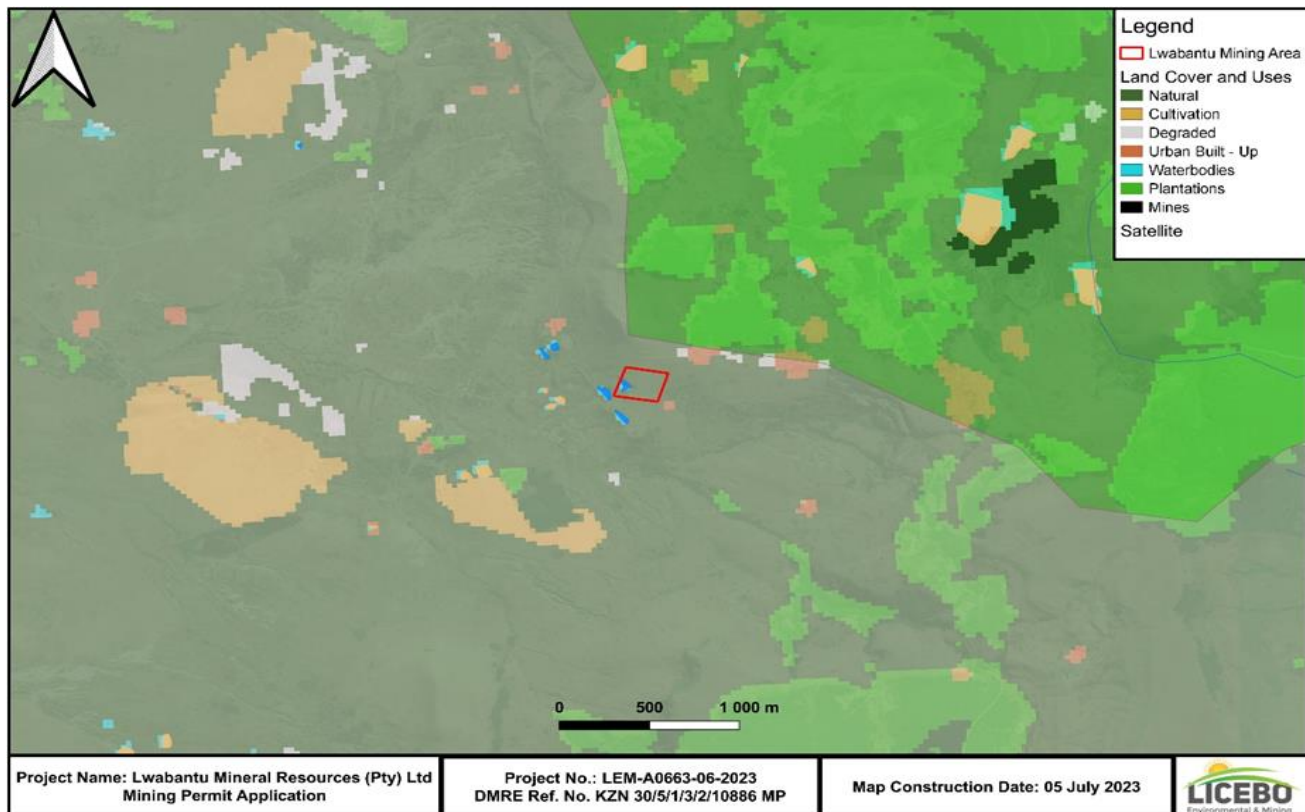 Legend
Lwabantu Mining Area
Land Cover and Uses
Natural
Cultivation
Degraded
Urban Built - Up
Waterbodies
Plantations
Mines
Satellite
0 500 1 000 m
Project Name: Lwabantu Mineral Resources (Pty) Ltd
Mining Permit Application
Project No.: LEM-A0663-06-2023
DMRE Ref. No. KZN 30/5/1/3/2/10886 MP
Map Construction Date: 05 July 2023
LICEBO
Environmental & Mining